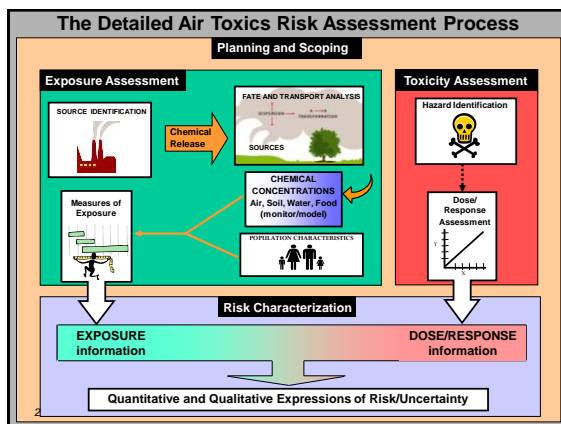 The Detailed Air Toxics Risk Assessment Process
Planning and Scoping
Exposure Assessment
SOURCE IDENTIFICATION
Chemical
Release
FATE AND TRANSPORT ANALYSIS
DISPERSION
TRANSFORMATION
SOURCES
CHEMICAL
CONCENTRATIONS
Air, Soil, Water, Food
(monitor/model)
Measures of
Exposure
POPULATION CHARACTERISTICS
Toxicity Assessment
Hazard Identification
Dose/
Response
Assessment
Y
X
Risk Characterization
EXPOSURE
information
DOSE/RESPONSE
information
Quantitative and Qualitative Expressions of Risk/Uncertainty
2